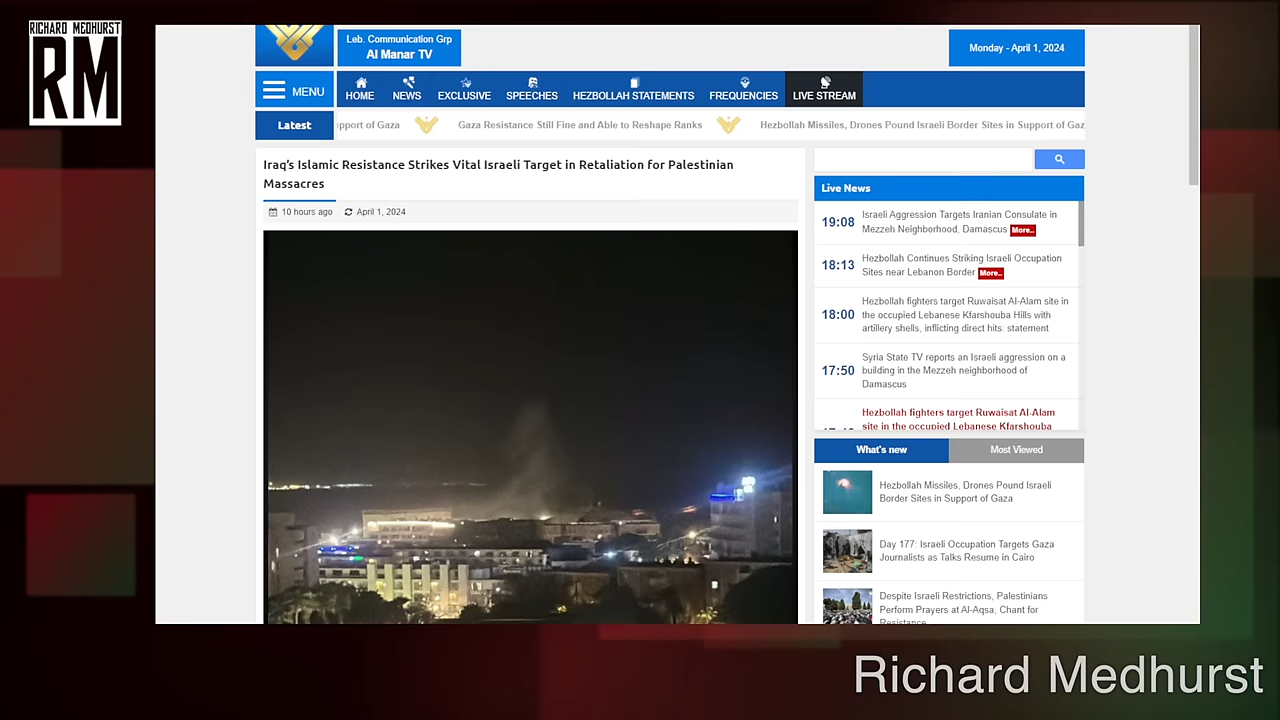 RICHARD MEDHURST
RM
Leb. Communication Grp
Al Manar TV
Monday - April 1, 2024
MENU
HOME
NEWS
EXCLUSIVE
SPEECHES
HEZBOLLAH STATEMENTS
FREQUENCIES
LIVE STREAM
Latest
pport of Gaza
Gaza Resistance Still Fine and Able to Reshape Ranks
Hezbollah Missiles, Drones Pound Israeli Border Sites in Support of Gaz
Iraq's Islamic Resistance Strikes Vital Israeli Target in Retaliation for Palestinian
Massacres
10 hours ago
April 1, 2024
Live News
19:08
Israeli Aggression Targets Iranian Consulate in
Mezzeh Neighborhood, Damascus More..
18:13
Hezbollah Continues Striking Israeli Occupation
Sites near Lebanon Border More..
18:00
Hezbollah fighters target Ruwaisat Al-Alam site in
the occupied Lebanese Kfarshouba Hills with
artillery shells, inflicting direct hits: statement
17:50
Syria State TV reports an Israeli aggression on a
building in the Mezzeh neighborhood of
Damascus
Hezbollah fighters target Ruwaisat Al-Alam
site in the occupied Lebanese Kfarshouba
What's new
Most Viewed
Hezbollah Missiles, Drones Pound Israeli
Border Sites in Support of Gaza
Day 177: Israeli Occupation Targets Gaza
Journalists as Talks Resume in Cairo
Despite Israeli Restrictions, Palestinians
Perform Prayers at Al-Aqsa, Chant for
Resistance
Richard Medhurst